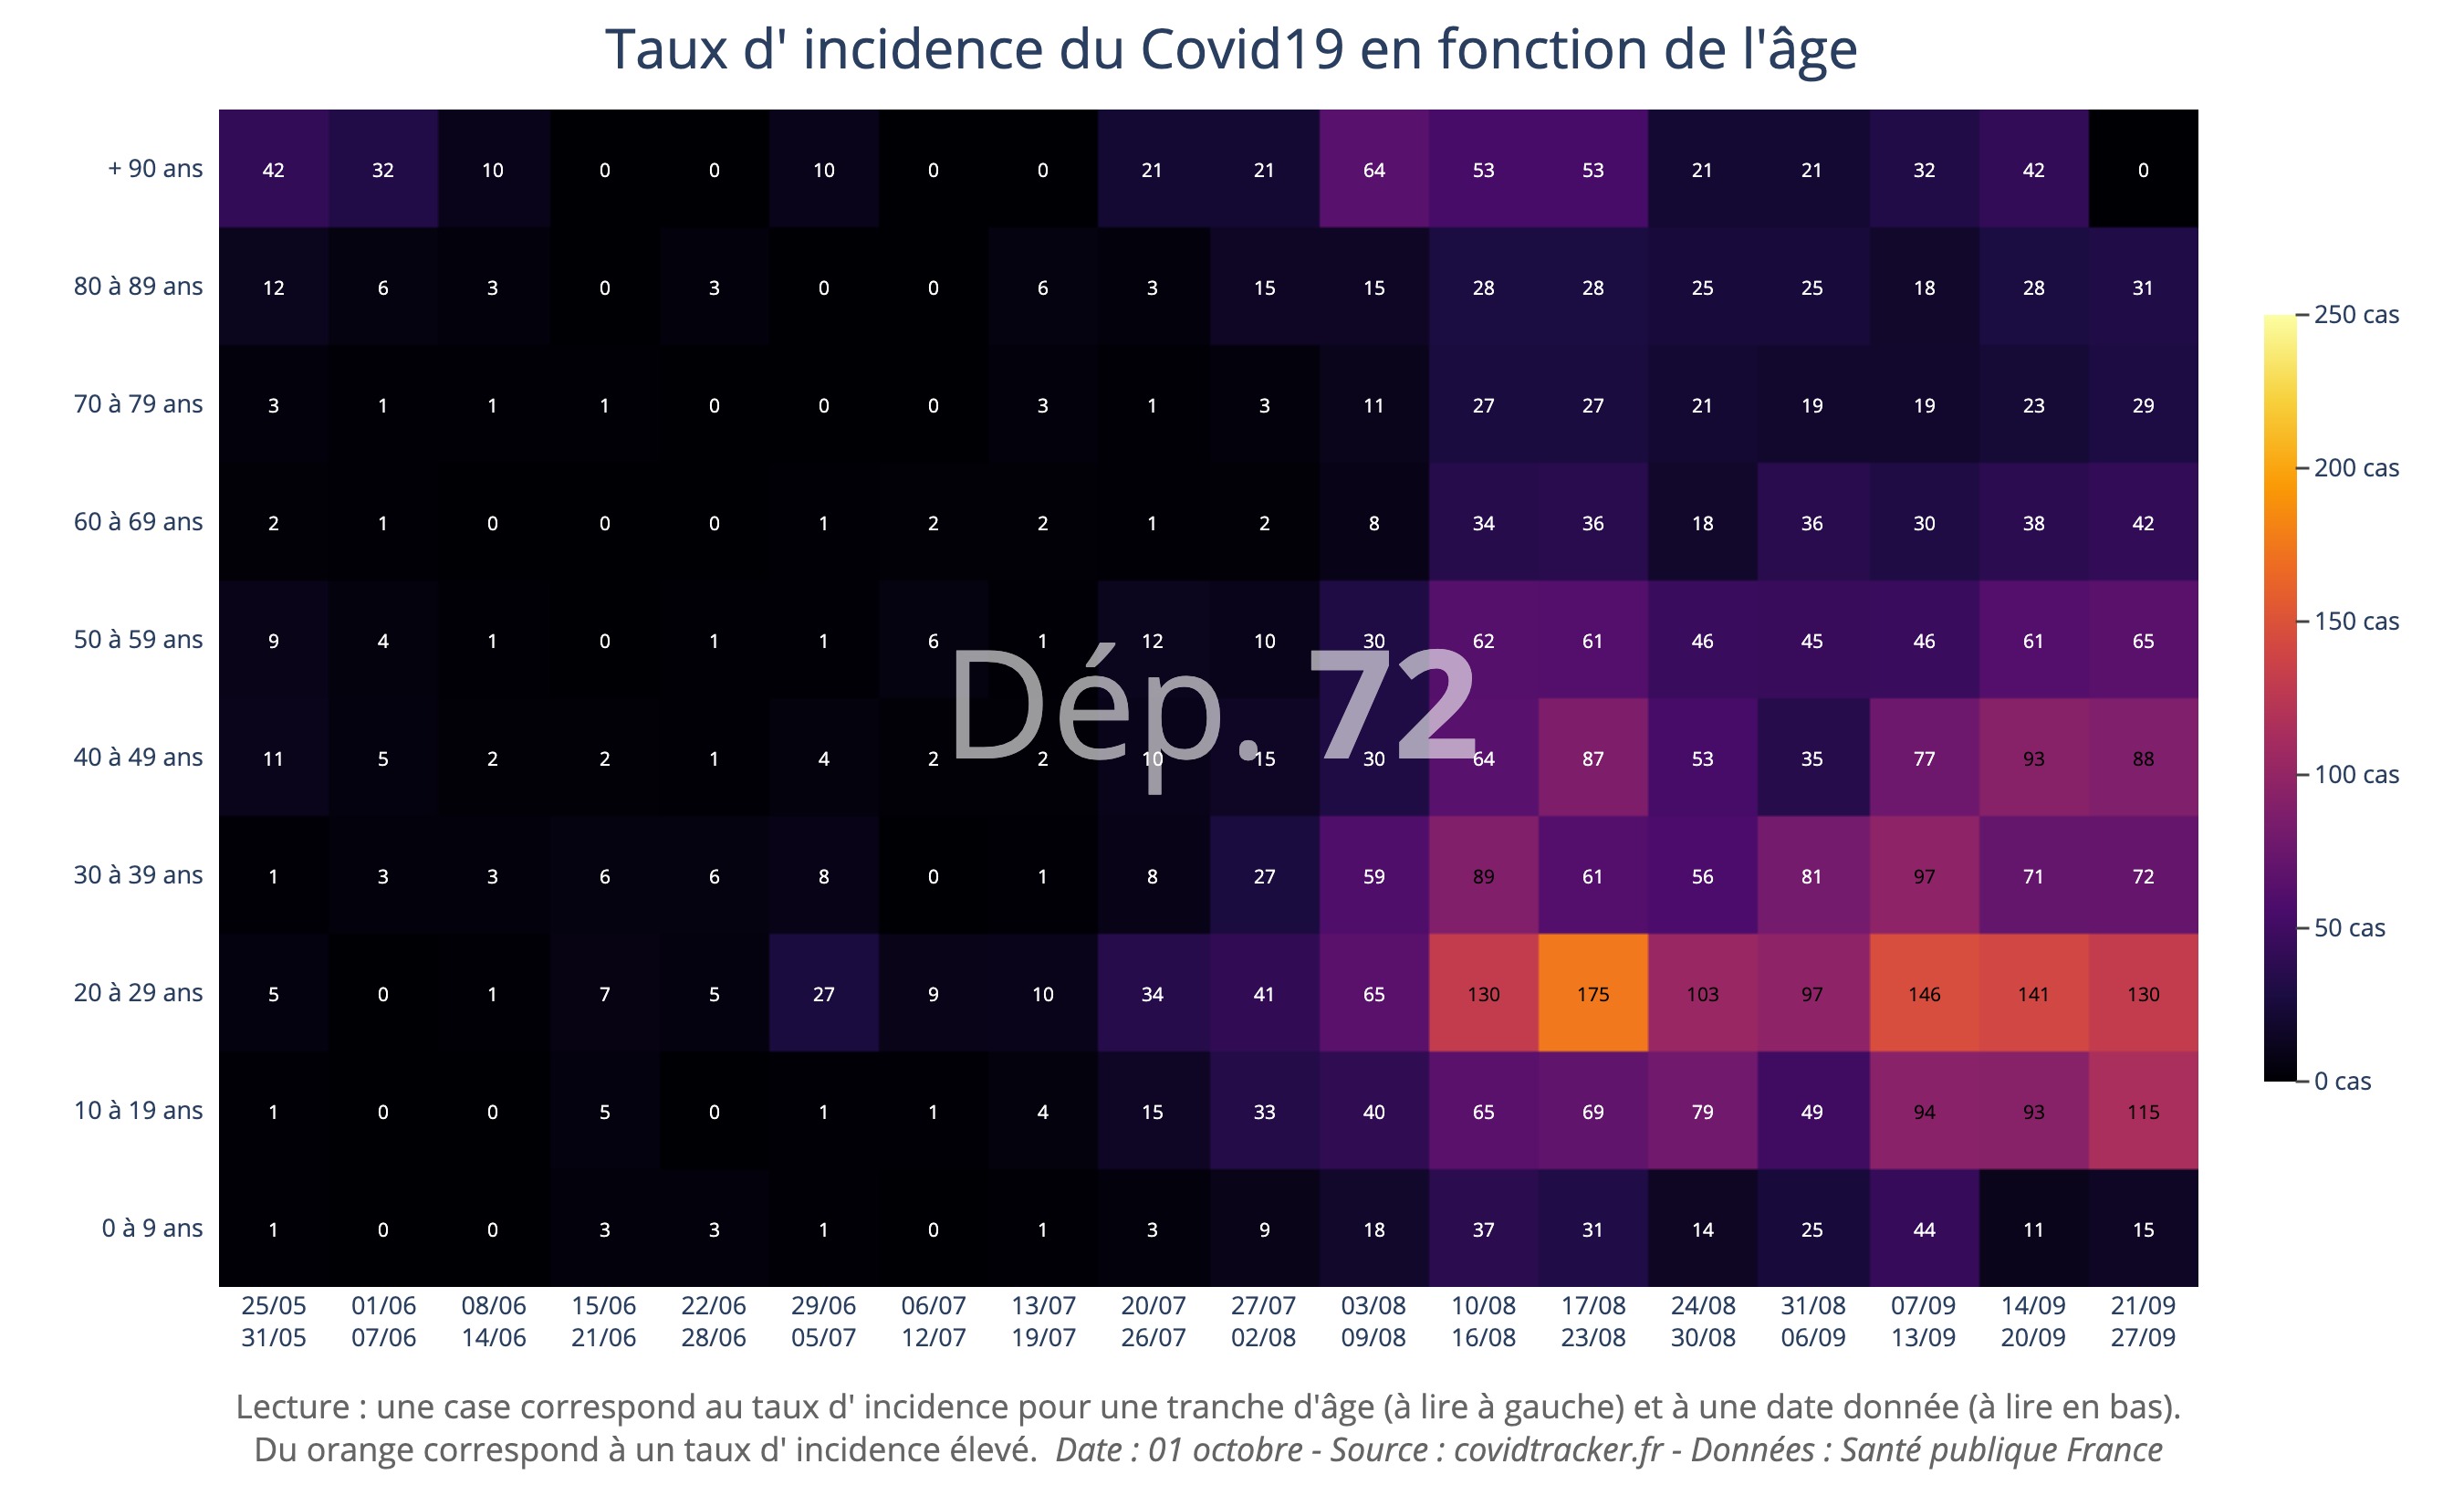 Taux d' incidence du Covid19 en fonction de l'âge
+ 90 ans 42 32 10 0 0 10 0 0 21 21 64 53 53 21 21 32 42 0
80 à 89 ans 12 6 3 0 3 0 0 6 3 15 15 28 28 25 25 18 28 31
250 cas
70 à 79 ans 3 1 1 1 0 0 0 3 1 3 11 27 27 21 19 19 23 29
200 cas
60 à 69 ans 2 1 0 0 0 1 2 2 1 2 8 34 36 18 36 30 38 42
150 cas
50 à 59 ans 9 4 1 0 1 1 6 1 12 10 30 62 61 46 45 46 61 65
Dép. 72
40 à 49 ans 11 5 2 2 1 4 2 2 10 15 30 64 87 53 35 77 93 88
100 cas
30 à 39 ans 1 3 3 6 6 8 0 1 8 27 59 89 61 56 81 97 71 72
50 cas
20 à 29 ans 5 0 1 7 5 27 9 10 34 41 65 130 175 103 97 146 141 130
0 cas
10 à 19 ans 1 0 0 5 0 1 1 4 15 33 40 65 69 79 49 94 93 115
0 à 9 ans 1 0 0 3 3 1 0 1 3 9 18 37 31 14 25 44 11 15
25/05 01/06 08/06 15/06 22/06 29/06 06/07 13/07 20/07 27/07 03/08 10/08 17/08 24/08 31/08 07/09 14/09 21/09
31/05 07/06 14/06 21/06 28/06 05/07 12/07 19/07 26/07 02/08 09/08 16/08 23/08 30/08 06/09 13/09 20/09 27/09
Lecture : une case correspond au taux d' incidence pour une tranche d'âge (à lire à gauche) et à une date donnée (à lire en bas).
Du orange correspond à un taux d' incidence élevé. Date : 01 octobre - Source : covidtracker.fr - Données : Santé publique France